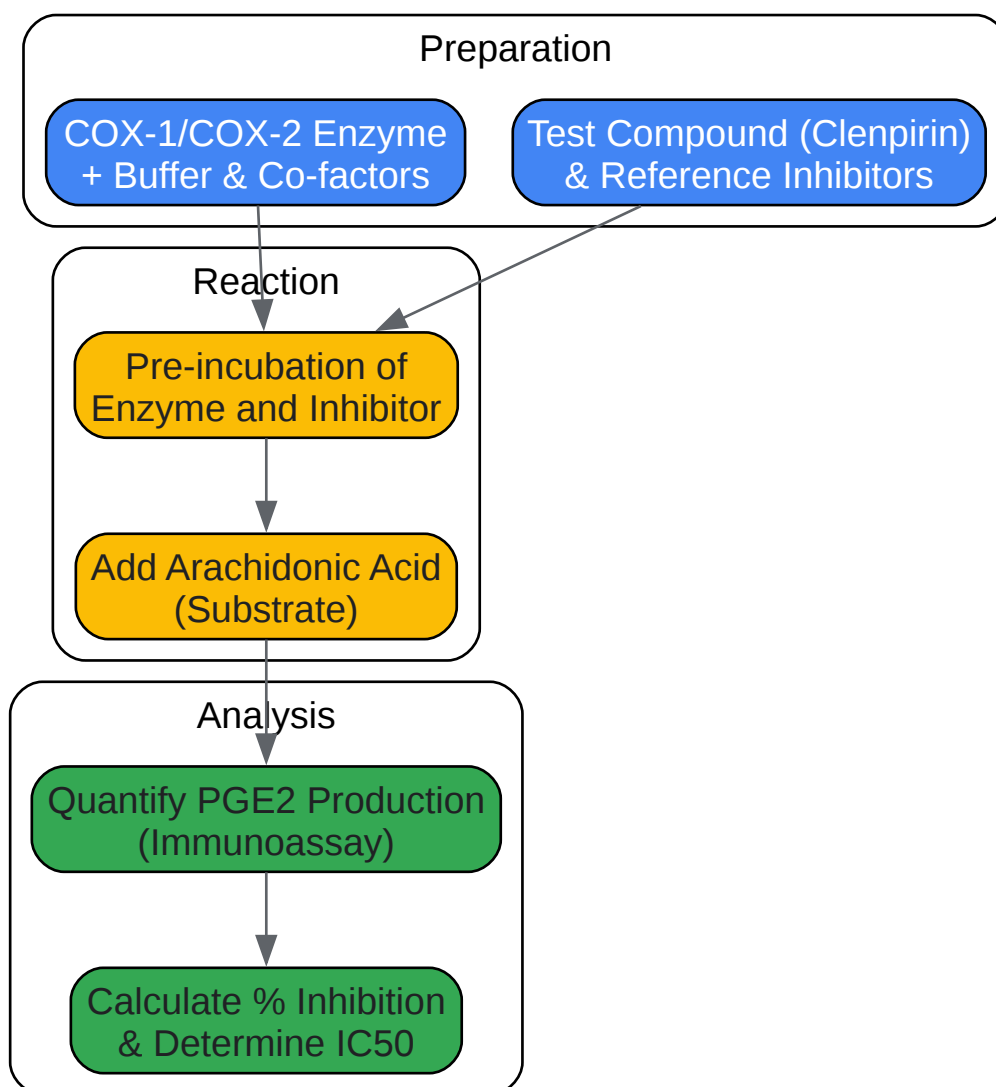 Preparation
COX-1/COX-2 Enzyme
+ Buffer & Co-factors
Test Compound (Clenpirin)
& Reference Inhibitors
Reaction
Pre-incubation of
Enzyme and Inhibitor
Add Arachidonic Acid
(Substrate)
Analysis
Quantify PGE2 Production
(Immunoassay)
Calculate % Inhibition
& Determine IC50